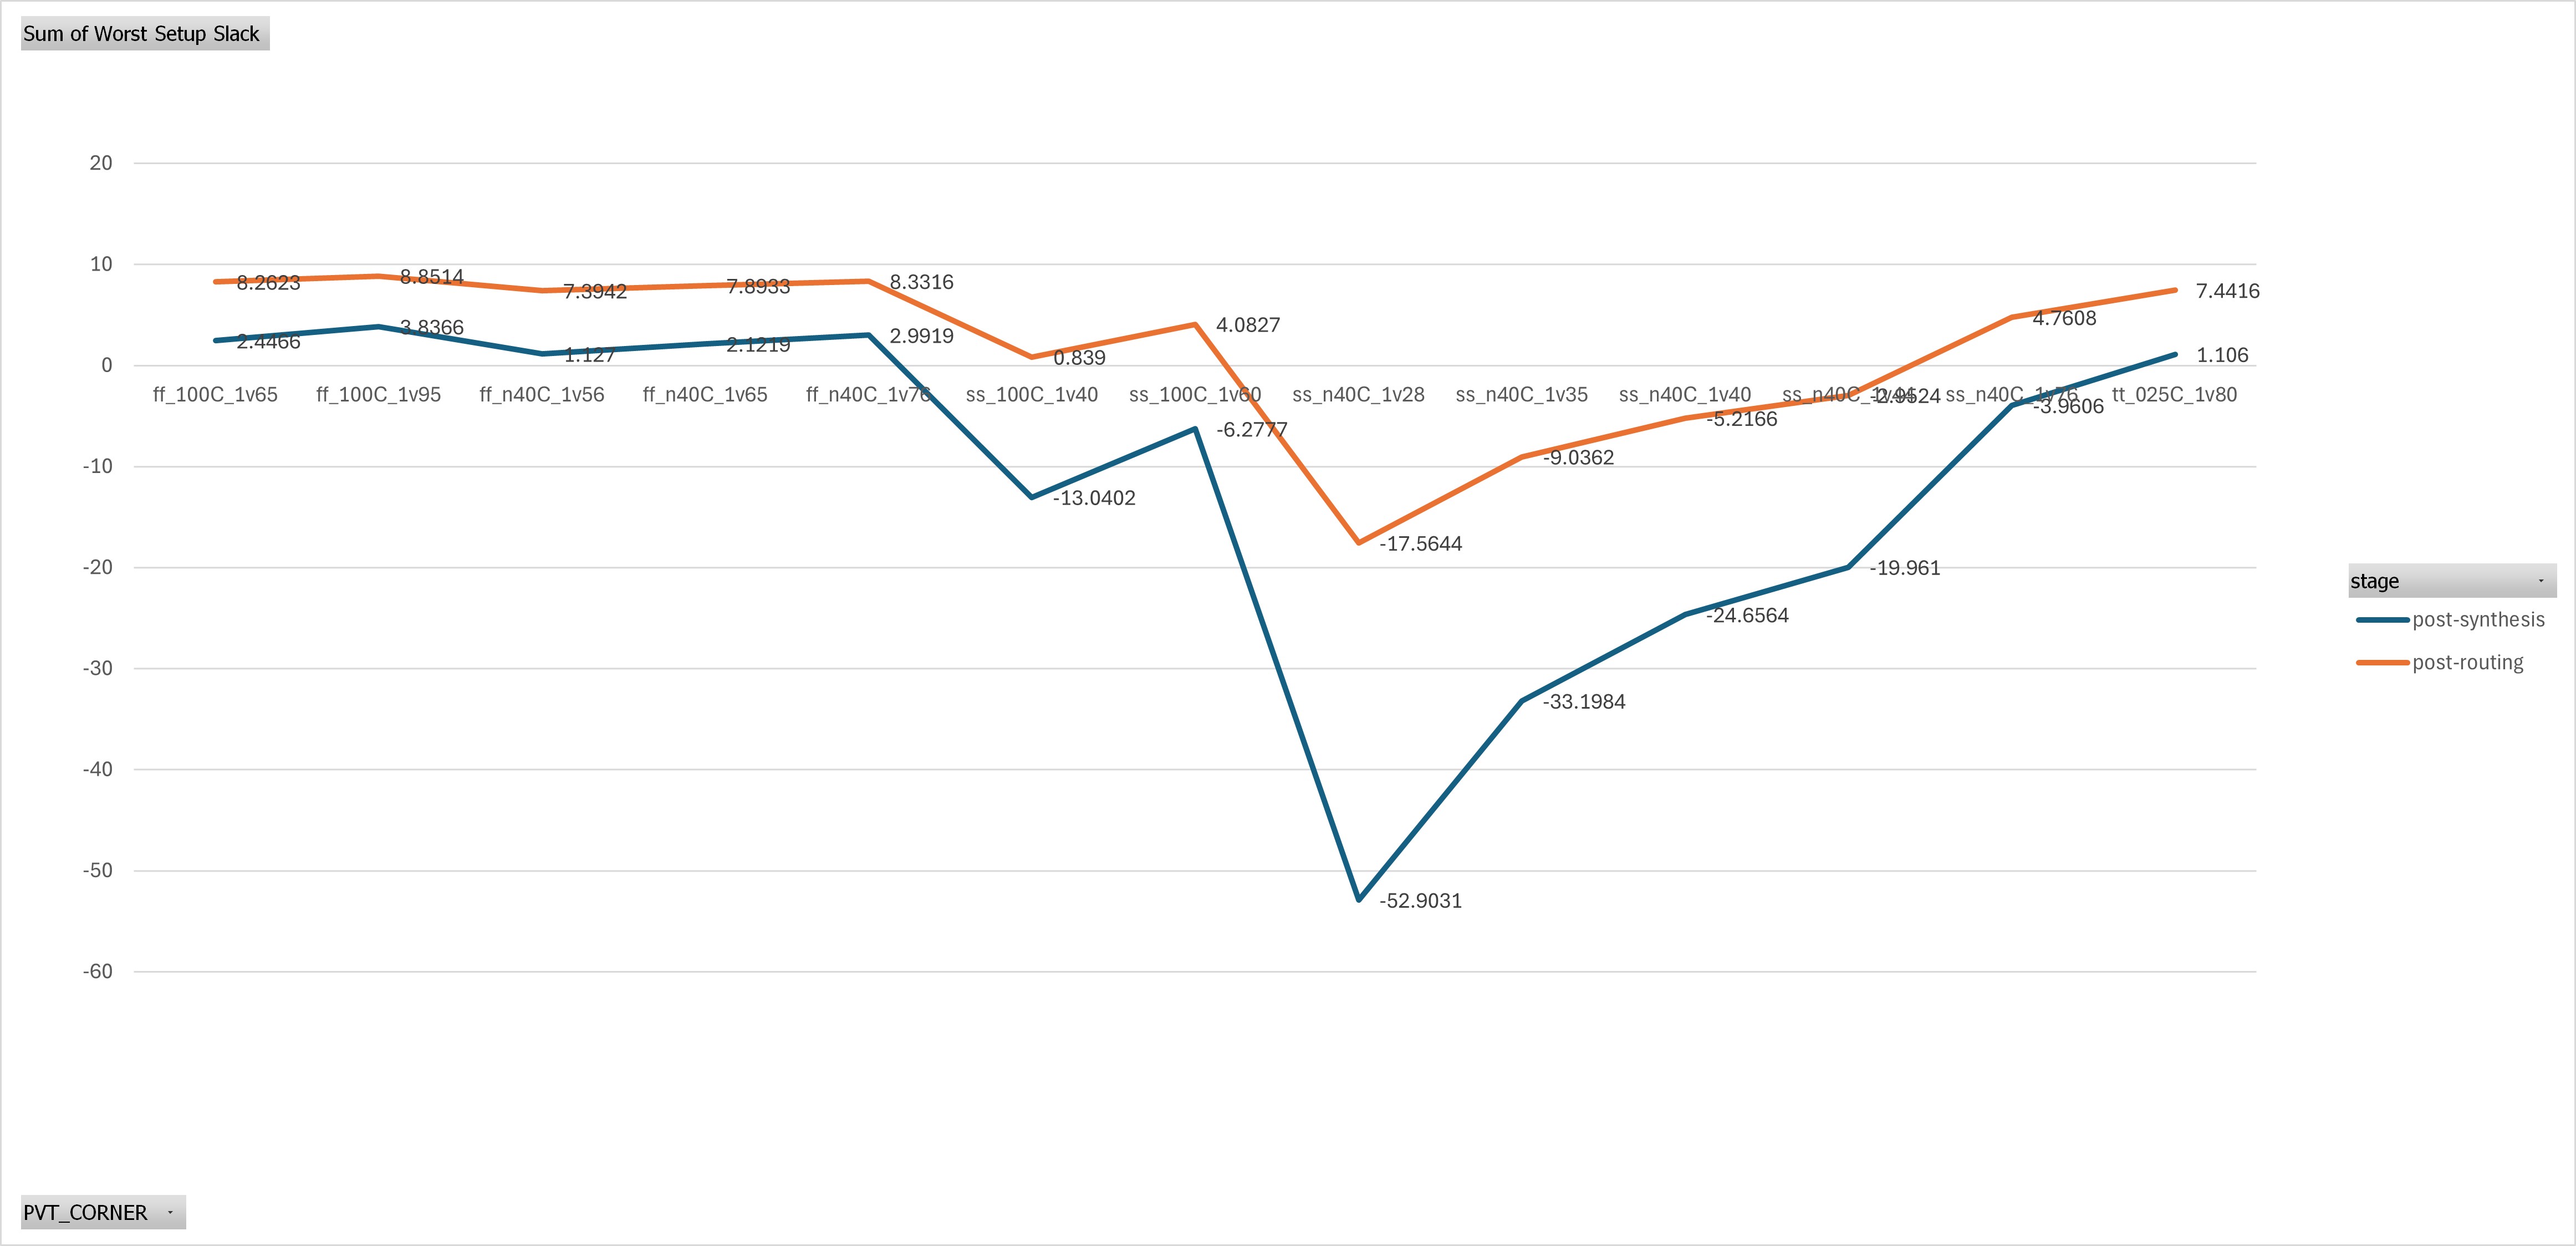 Sum of Worst Setup Slack
20
10
0
-10
-20
-30
-40
-50
-60
8.2623
8.8514
7.3942
7.8933
8.3316
0.839
4.0827
-17.5644
-9.0362
-5.2166
4.7608
7.4416
2.4466
3.8366
1.127
2.1219
2.9919
-13.0402
-6.2777
-52.9031
-33.1984
-24.6564
-19.961
-3.9606
1.106
ff_100C_1v65
ff_100C_1v95
ff_n40C_1v56
ff_n40C_1v65
ff_n40C_1v76
ss_100C_1v40
ss_100C_1v60
ss_n40C_1v28
ss_n40C_1v35
ss_n40C_1v40
ss_n40C_1v44
ss_n40C_1v76
tt_025C_1v80
stage
post-synthesis
post-routing
PVT_CORNER